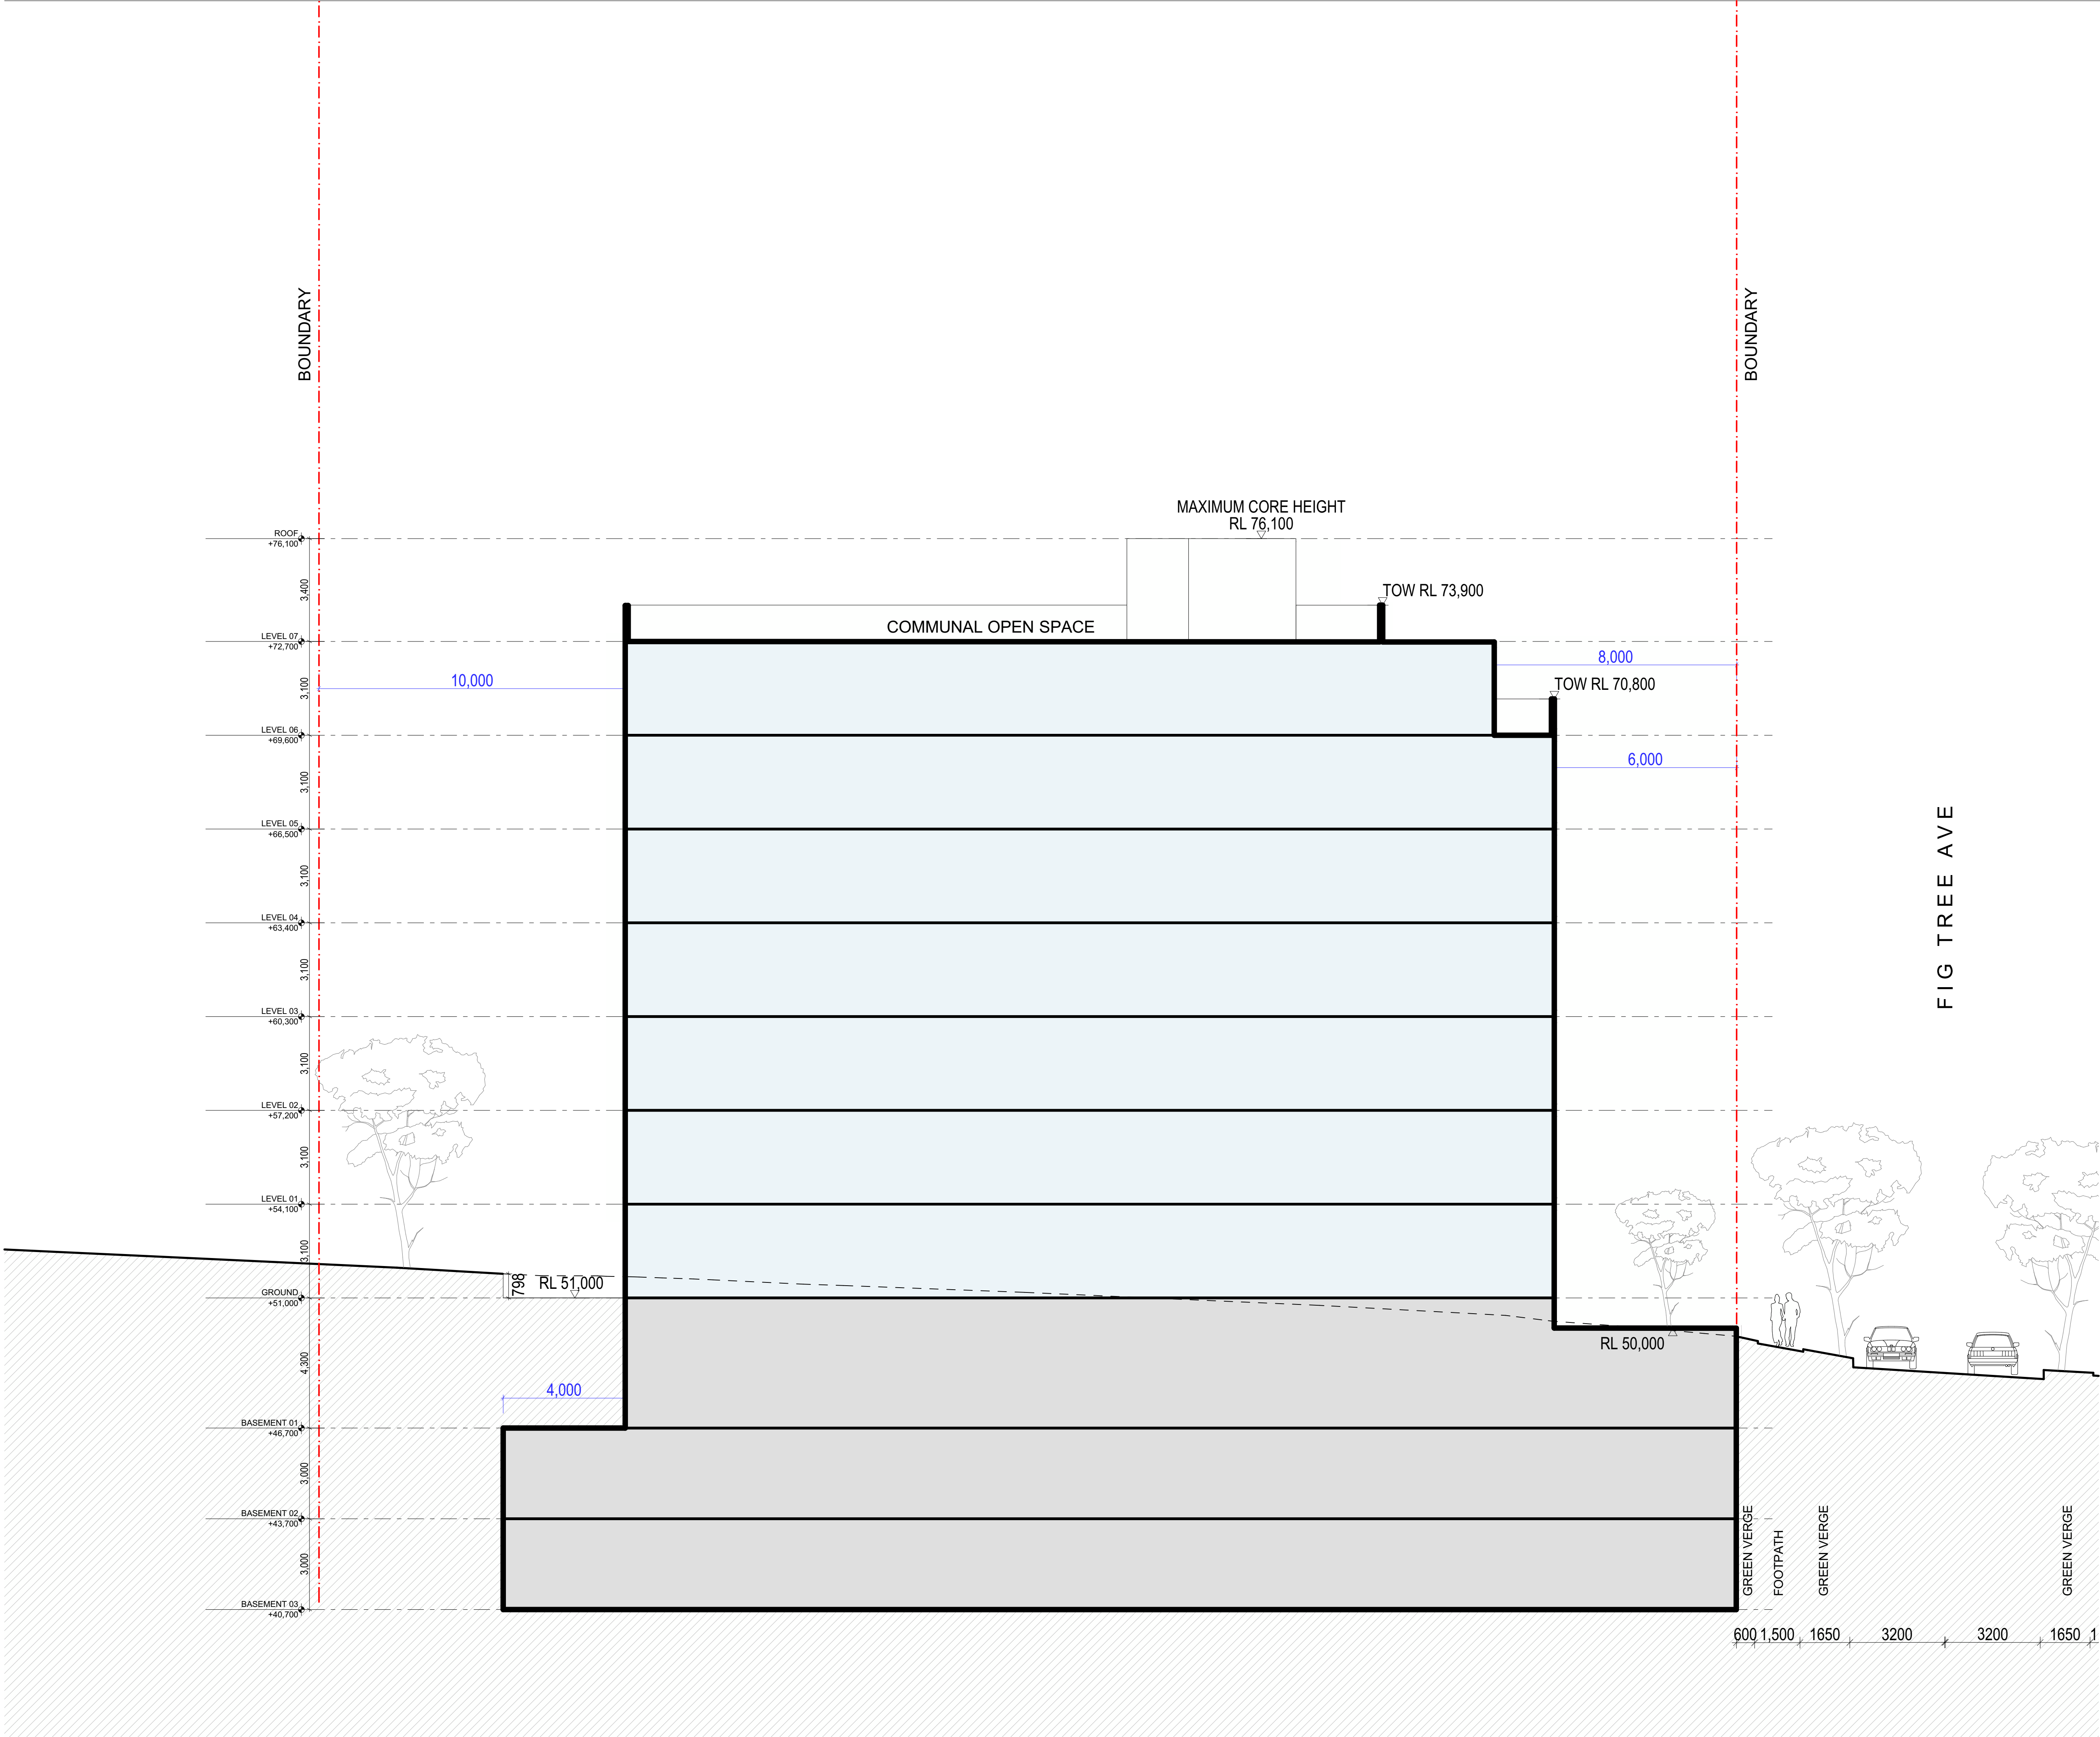 BOUNDARY
BOUNDARY
MAXIMUM CORE HEIGHT
RL 76,100
ROOF
+76,100
3,400
TOW RL 73,900
COMMUNAL OPEN SPACE
LEVEL 07
+72,700
8,000
10,000
3,100
TOW RL 70,800
LEVEL 06
+69,600
6,000
3,100
LEVEL 05
+66,500
3,100
FIG TREE AVE
LEVEL 04
+63,400
3,100
LEVEL 03
+60,300
3,100
LEVEL 02
+57,200
3,100
LEVEL 01
+54,100
3,100
798
RL 51,000
GROUND
+51,000
RL 50,000
4,300
4,000
BASEMENT 01
+46,700
3,000
BASEMENT 02
+43,700
3,000
GREEN VERGE
FOOTPATH
GREEN VERGE
GREEN VERGE
BASEMENT 03
+40,700
600 1,500 1650 3200 3200 1650 1